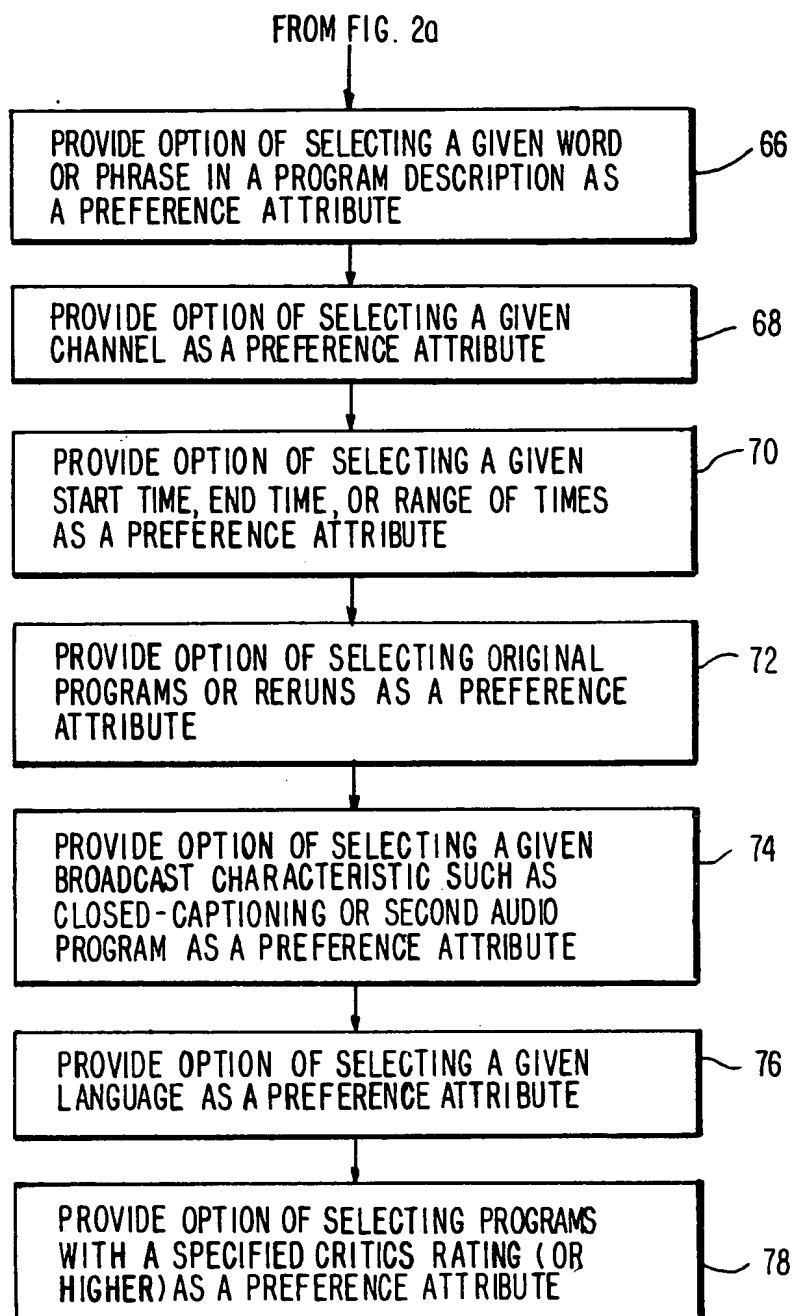 FROM FIG. 2a
PROVIDE OPTION OF SELECTING A GIVEN WORD
OR PHRASE IN A PROGRAM DESCRIPTION AS
A PREFERENCE ATTRIBUTE
66
PROVIDE OPTION OF SELECTING A GIVEN
CHANNEL AS A PREFERENCE ATTRIBUTE
68
PROVIDE OPTION OF SELECTING A GIVEN
START TIME, END TIME, OR RANGE OF TIMES
AS A PREFERENCE ATTRIBUTE
70
PROVIDE OPTION OF SELECTING ORIGINAL
PROGRAMS OR RERUNS AS A PREFERENCE
ATTRIBUTE
72
PROVIDE OPTION OF SELECTING A GIVEN
BROADCAST CHARACTERISTIC SUCH AS
CLOSED-CAPTIONING OR SECOND AUDIO
PROGRAM AS A PREFERENCE ATTRIBUTE
74
PROVIDE OPTION OF SELECTING A GIVEN
LANGUAGE AS A PREFERENCE ATTRIBUTE
76
PROVIDE OPTION OF SELECTING PROGRAMS
WITH A SPECIFIED CRITICS RATING (OR
HIGHER) AS A PREFERENCE ATTRIBUTE
78